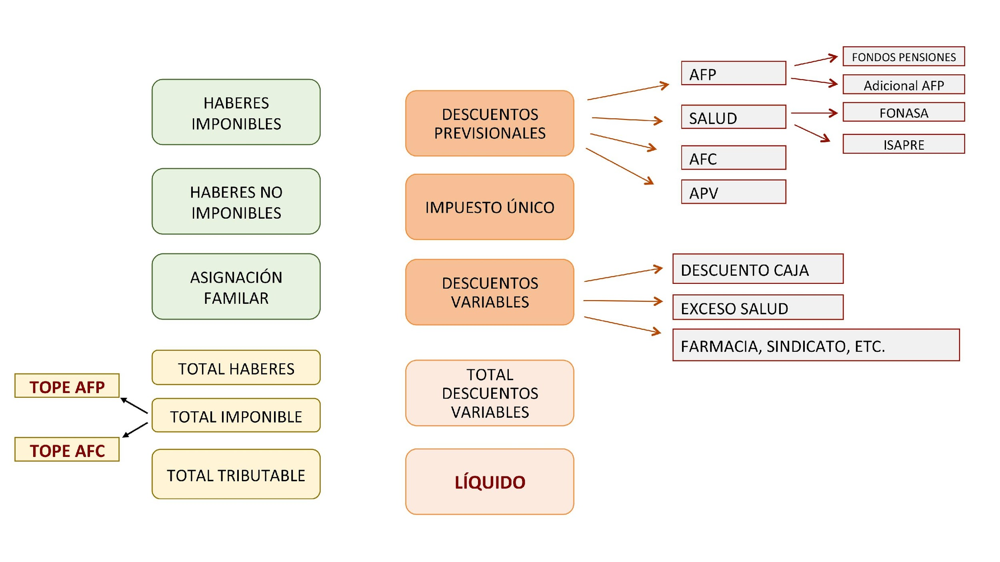 HABERES
IMPONIBLES
HABERES NO
IMPONIBLES
ASIGNACIÓN
FAMILAR
TOTAL HABERES
TOPE AFP
TOTAL IMPONIBLE
TOPE AFC
TOTAL TRIBUTABLE
DESCUENTOS
PREVISIONALES
IMPUESTO ÚNICO
DESCUENTOS
VARIABLES
TOTAL
DESCUENTOS
VARIABLES
LÍQUIDO
AFP
SALUD
AFC
APV
FONDOS PENSIONES
Adicional AFP
FONASA
ISAPRE
DESCUENTO CAJA
EXCESO SALUD
FARMACIA, SINDICATO, ETC.